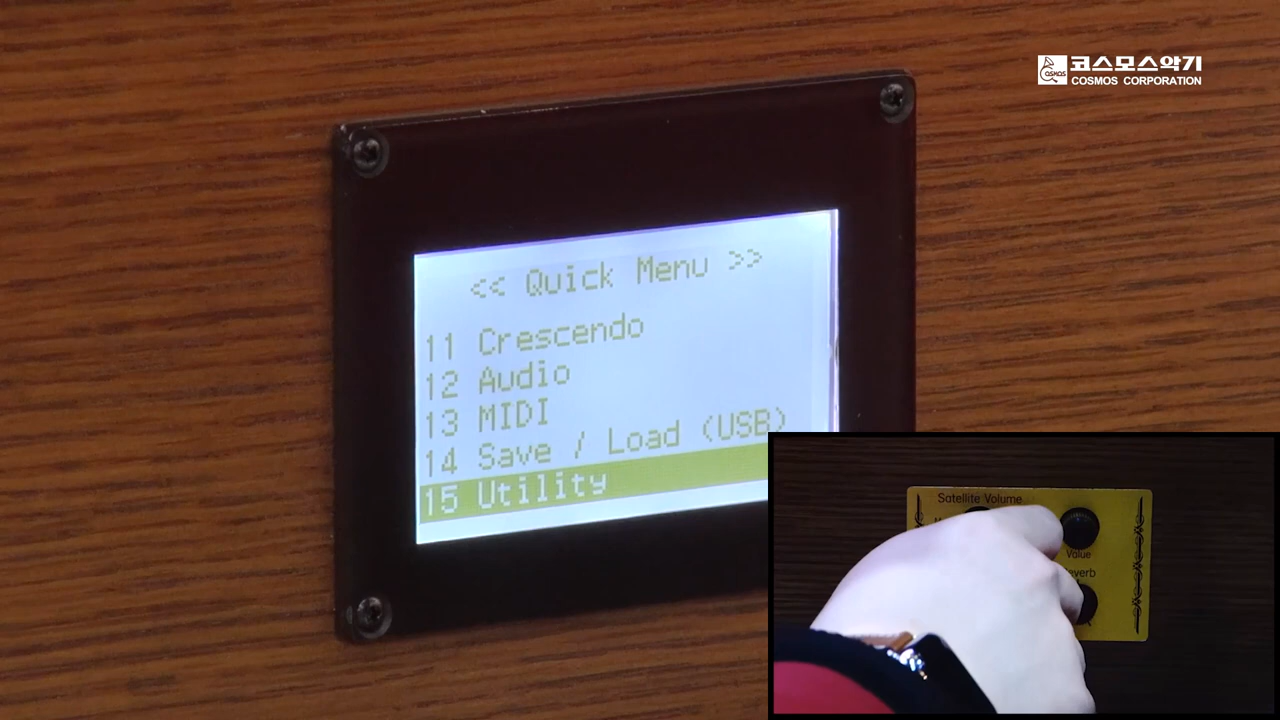 코스모스악기
COSMOS
COSMOS CORPORATION
<< Quick Menu >>
11 Crescendo
12 Audio
13 MIDI
14 Save / Load (USB)
15 Utility
Satellite Volume
Value